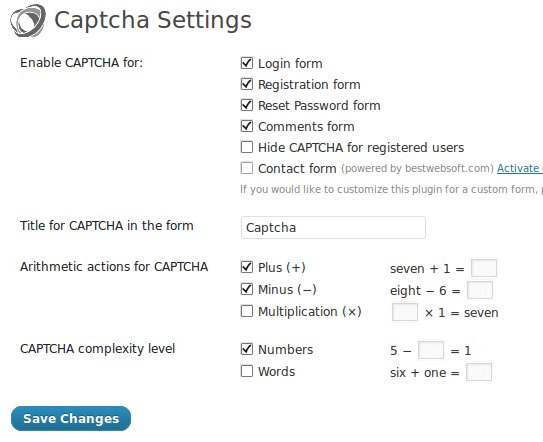 Captcha Settings
Enable CAPTCHA for:
Login form
Registration form
Reset Password form
Comments form
Hide CAPTCHA for registered users
Contact form (powered by bestwebsoft.com) Activate
If you would like to customize this plugin for a custom form,
Title for CAPTCHA in the form
Captcha
Arithmetic actions for CAPTCHA
Plus (+) seven + 1 =
Minus (−) eight − 6 =
Multiplication (×) × 1 = seven
CAPTCHA complexity level
Numbers 5 − = 1
Words six + one =
Save Changes